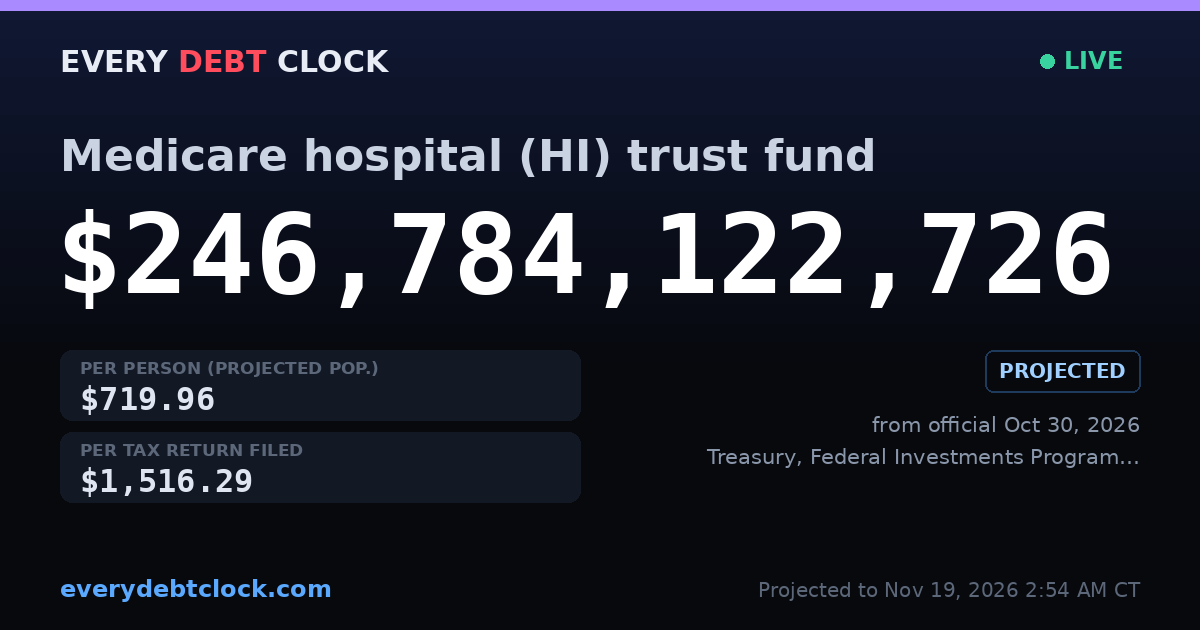 EVERY DEBT CLOCK
LIVE
Medicare hospital (HI) trust fund
$246,784,122,726
PER PERSON (PROJECTED POP.)
$719.96
PER TAX RETURN FILED
$1,516.29
PROJECTED
from official Oct 30, 2026
Treasury, Federal Investments Program…
everydebtclock.com
Projected to Nov 19, 2026 2:54 AM CT